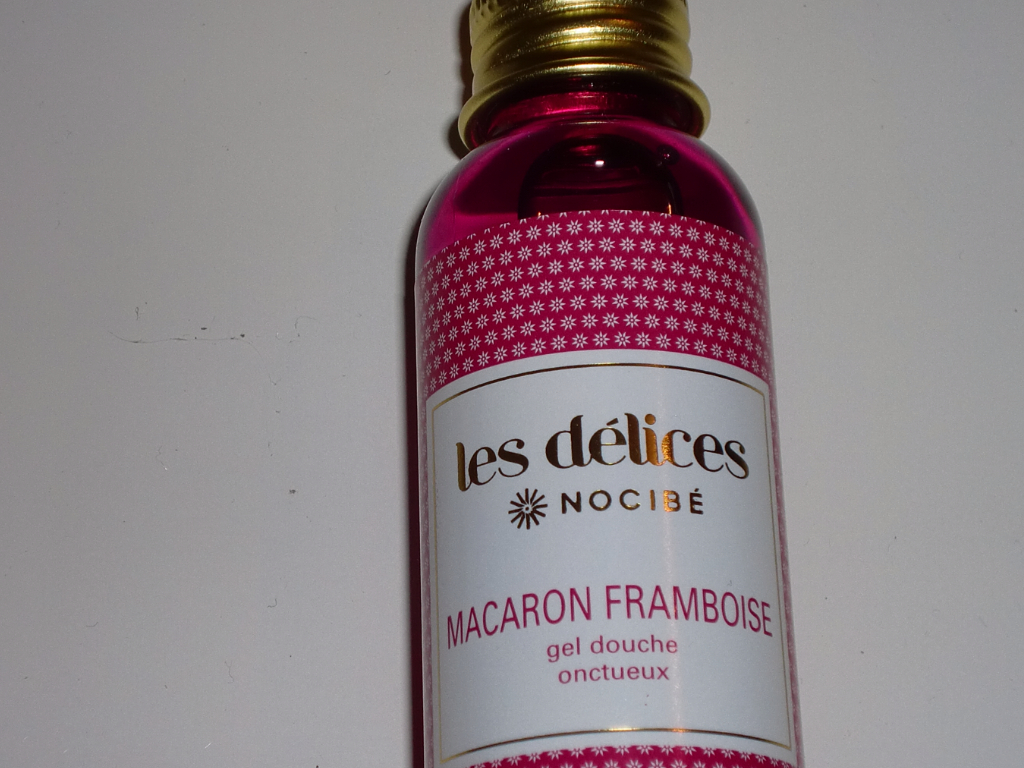 les délices
NOCIBÉ
MACARON FRAMBOISE
gel douche
onctueux